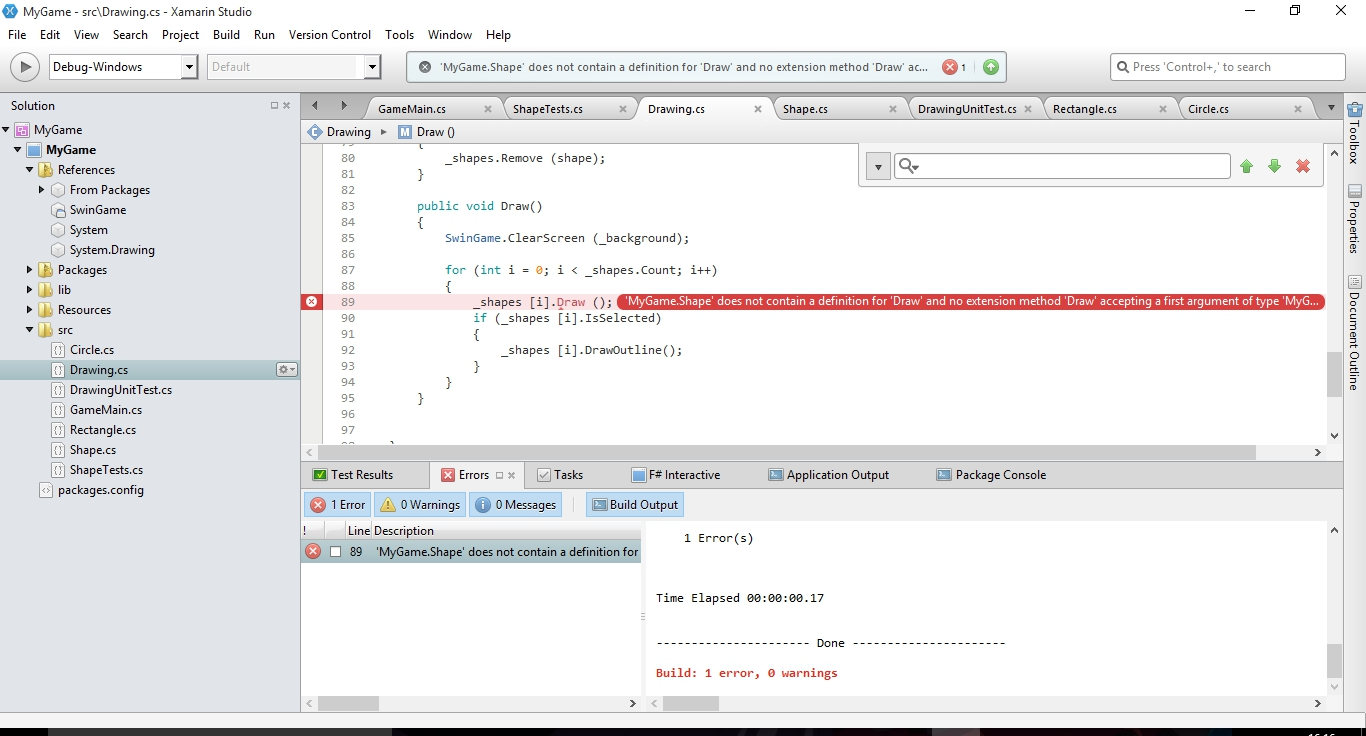 MyGame - src\Drawing.cs - Xamarin Studio
File Edit View Search Project Build Run Version Control Tools Window Help
Debug-Windows Default 'MyGame.Shape' does not contain a definition for 'Draw' and no extension method 'Draw' ac... 1 Press 'Control+,' to search
Solution
MyGame
MyGame
References
From Packages
SwinGame
System
System.Drawing
Packages
lib
Resources
src
Circle.cs
Drawing.cs
DrawingUnitTest.cs
GameMain.cs
Rectangle.cs
Shape.cs
ShapeTests.cs
packages.config
GameMain.cs ShapeTests.cs Drawing.cs Shape.cs DrawingUnitTest.cs Rectangle.cs Circle.cs
Drawing M Draw ()
{
80 _shapes.Remove (shape);
81 }
82
83 public void Draw()
84 {
85 SwinGame.ClearScreen (_background);
86
87 for (int i = 0; i < _shapes.Count; i++)
88 {
89 _shapes [i].Draw (); 'MyGame.Shape' does not contain a definition for 'Draw' and no extension method 'Draw' accepting a first argument of type 'MyG...
90 if (_shapes [i].IsSelected)
91 {
92 _shapes [i].DrawOutline();
93 }
94 }
95 }
96
97
Toolbox
Properties
Document Outline
Test Results Errors Tasks F# Interactive Application Output Package Console
1 Error 0 Warnings 0 Messages Build Output
! Line Description
89 'MyGame.Shape' does not contain a definition for
1 Error(s)
Time Elapsed 00:00:00.17
---------------------- Done ----------------------
Build: 1 error, 0 warnings